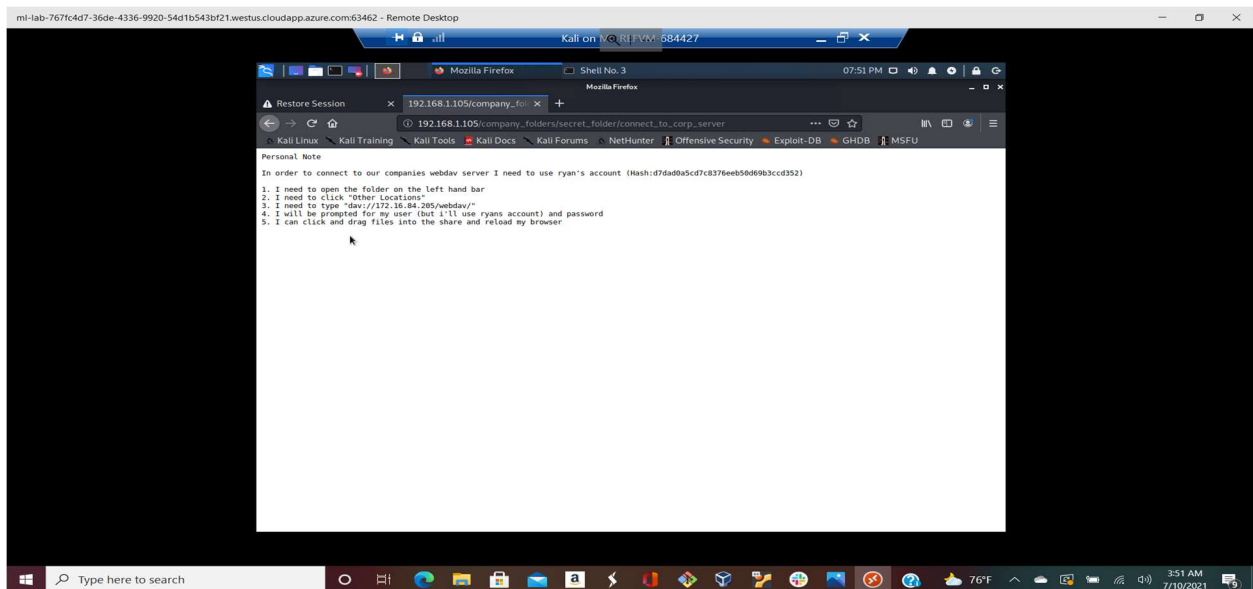 ml-lab-767fc4d7-36de-4336-9920-54d1b543bf21.westus.cloudapp.azure.com:63462 - Remote Desktop
Kali on 684427
Mozilla Firefox Shell No. 3 07:51 PM
Mozilla Firefox
Restore Session 192.168.1.105/company_fol
192.168.1.105/company_folders/secret_folder/connect_to_corp_server
Kali Linux Kali Training Kali Tools Kali Docs Kali Forums NetHunter Offensive Security Exploit-DB GHDB MSFU
Personal Note
In order to connect to our companies webdav server I need to use ryan's account (Hash:d7dad0a5cd7c8376eeb50d69b3ccd352)
1. I need to open the folder on the left hand bar
2. I need to click "Other Locations"
3. I need to type "dav://172.16.84.205/webdav/"
4. I will be prompted for my user (but i'll use ryans account) and password
5. I can click and drag files into the share and reload my browser
Type here to search 76°F 3:51 AM
7/10/2021